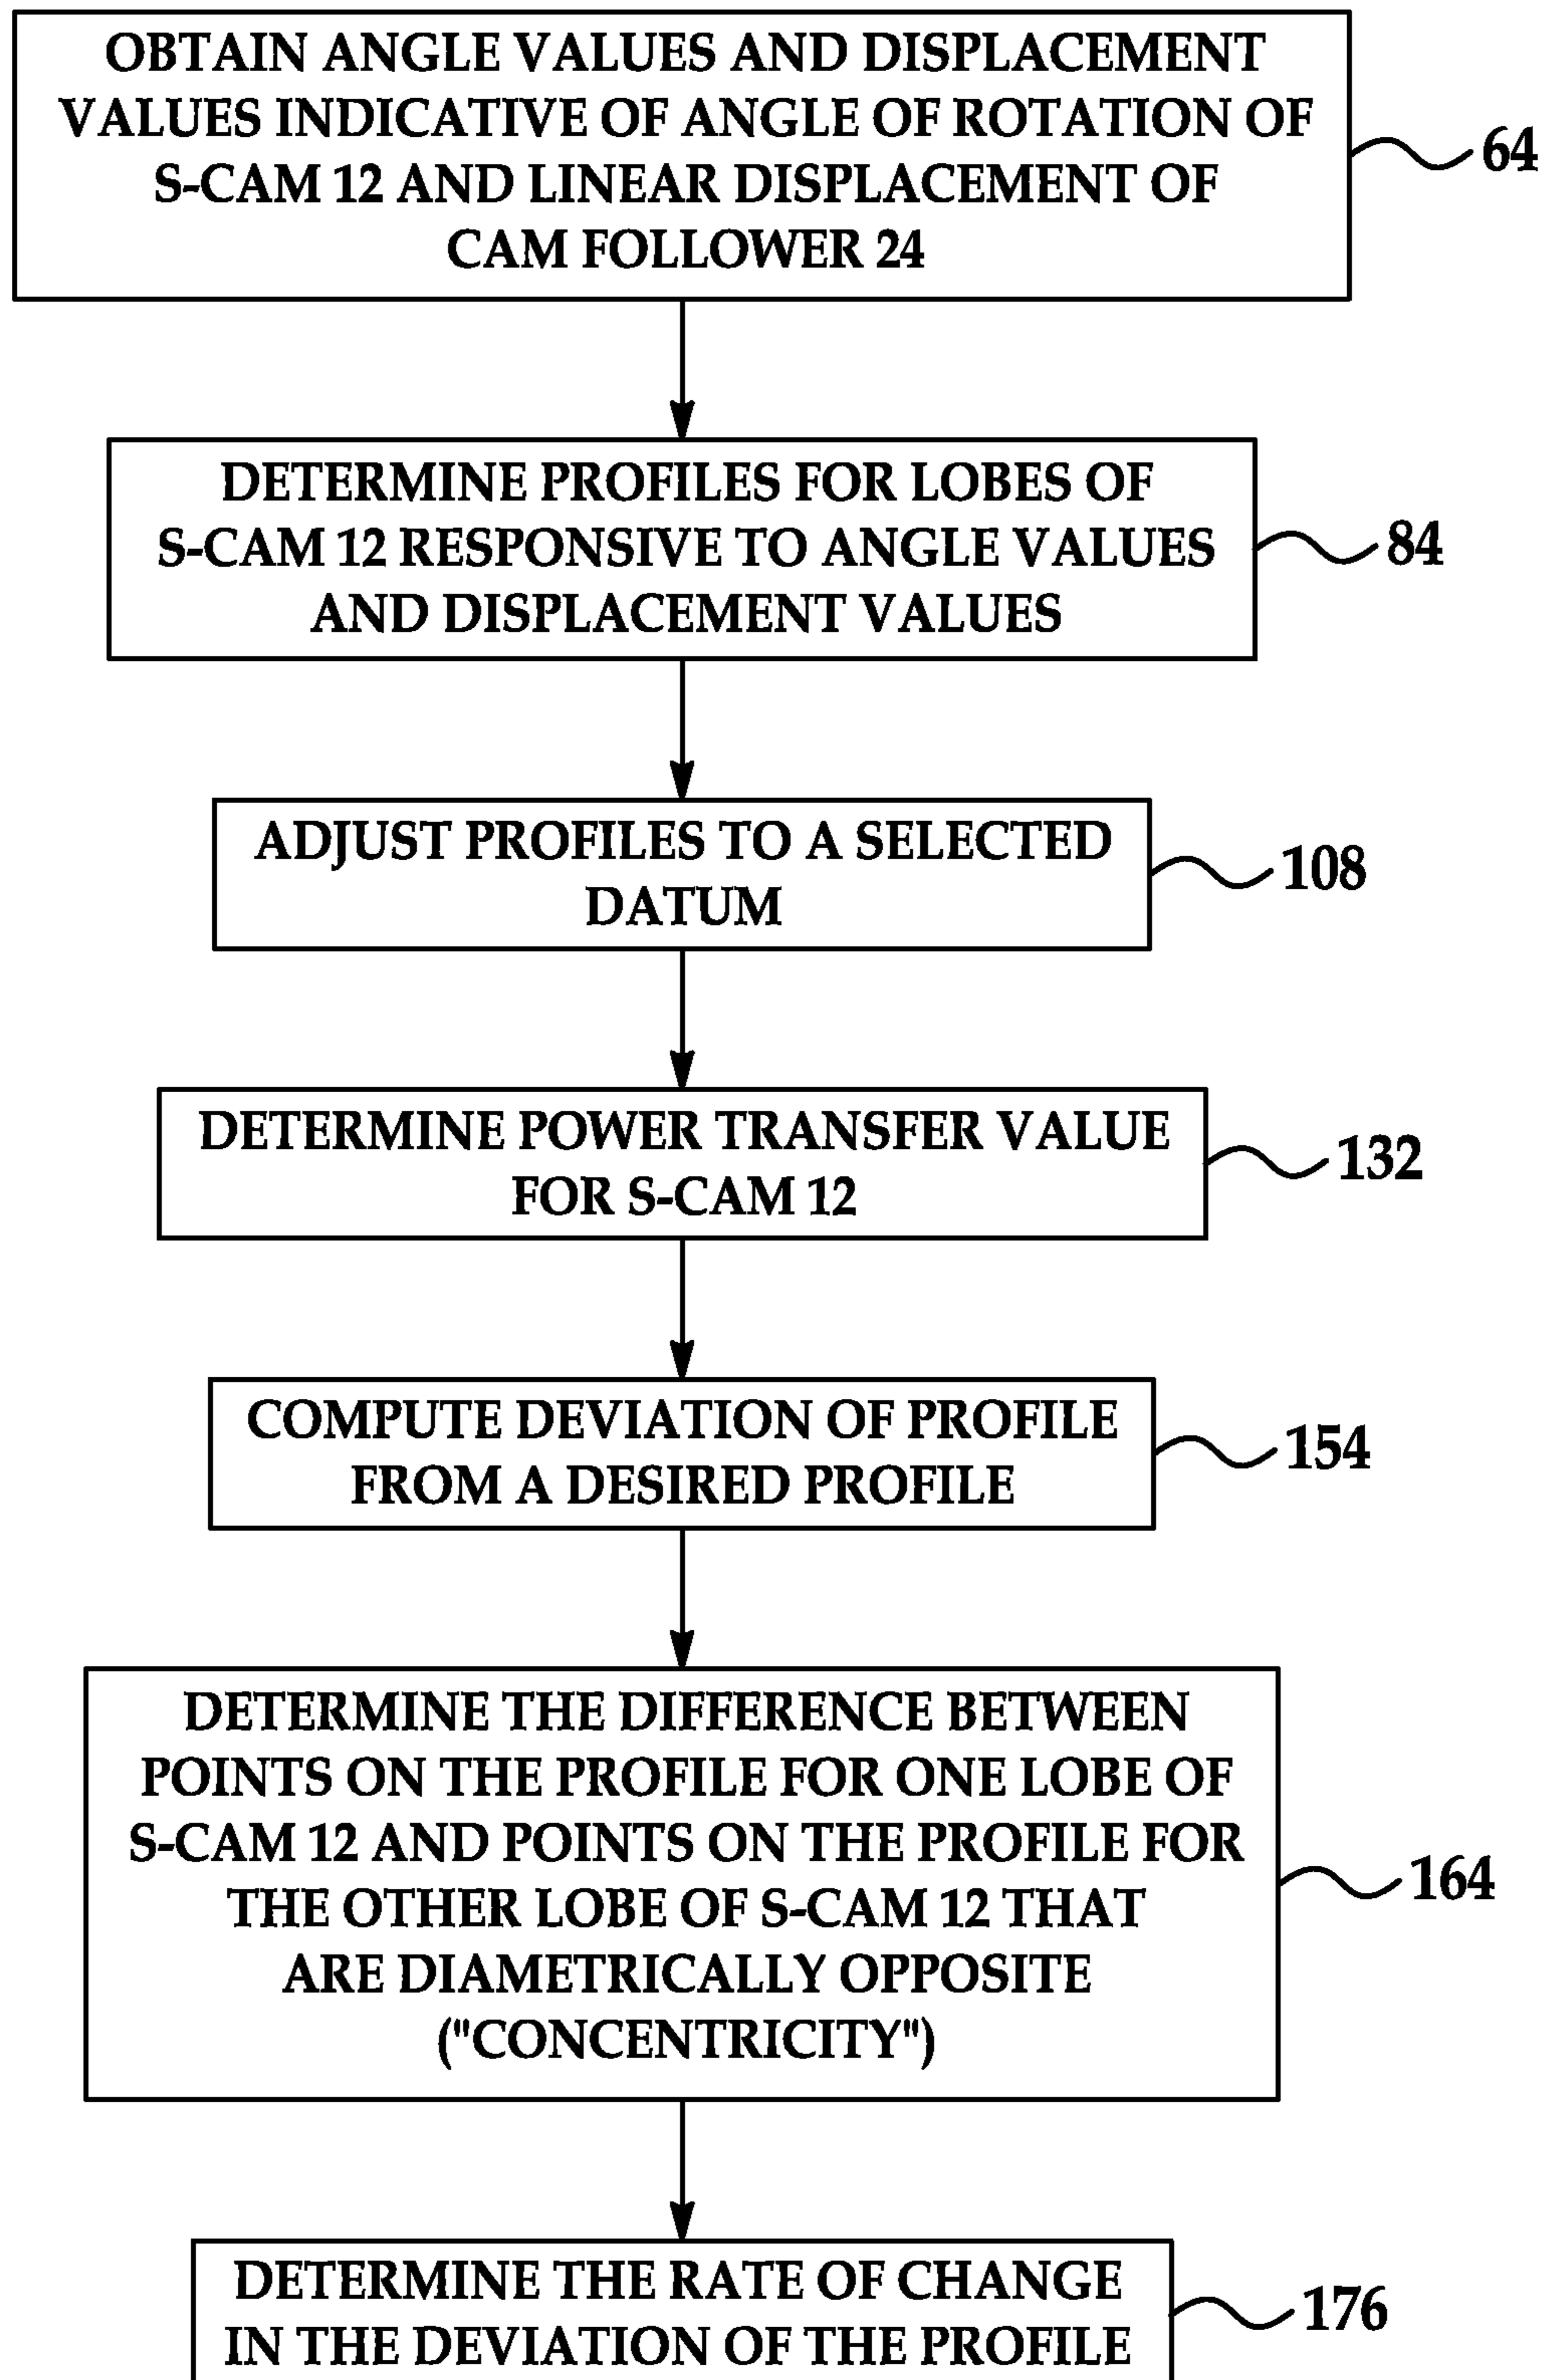 OBTAIN ANGLE VALUES AND DISPLACEMENT
VALUES INDICATIVE OF ANGLE OF ROTATION OF
S-CAM 12 AND LINEAR DISPLACEMENT OF
CAM FOLLOWER 24
64
DETERMINE PROFILES FOR LOBES OF
S-CAM 12 RESPONSIVE TO ANGLE VALUES
AND DISPLACEMENT VALUES
84
ADJUST PROFILES TO A SELECTED
DATUM
108
DETERMINE POWER TRANSFER VALUE
FOR S-CAM 12
132
COMPUTE DEVIATION OF PROFILE
FROM A DESIRED PROFILE
154
DETERMINE THE DIFFERENCE BETWEEN
POINTS ON THE PROFILE FOR ONE LOBE OF
S-CAM 12 AND POINTS ON THE PROFILE FOR
THE OTHER LOBE OF S-CAM 12 THAT
ARE DIAMETRICALLY OPPOSITE
("CONCENTRICITY")
164
DETERMINE THE RATE OF CHANGE
IN THE DEVIATION OF THE PROFILE
176